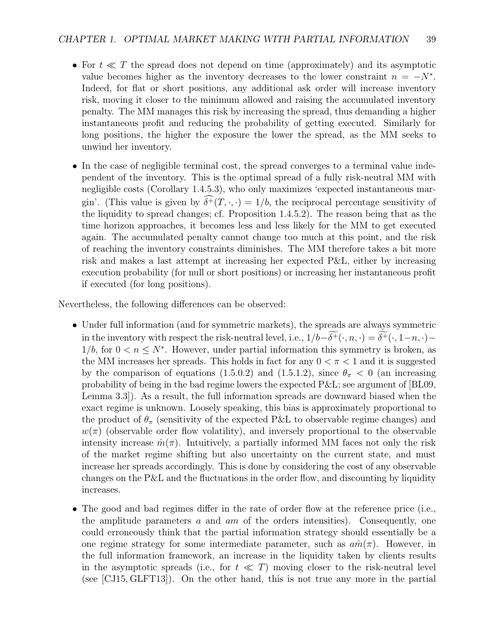 CHAPTER 1. OPTIMAL MARKET MAKING WITH PARTIAL INFORMATION 39
• For t ≪ T the spread does not depend on time (approximately) and its asymptotic
value becomes higher as the inventory decreases to the lower constraint n = −N*.
Indeed, for flat or short positions, any additional ask order will increase inventory
risk, moving it closer to the minimum allowed and raising the accumulated inventory
penalty. The MM manages this risk by increasing the spread, thus demanding a higher
instantaneous profit and reducing the probability of getting executed. Similarly for
long positions, the higher the exposure the lower the spread, as the MM seeks to
unwind her inventory.
• In the case of negligible terminal cost, the spread converges to a terminal value inde-
pendent of the inventory. This is the optimal spread of a fully risk-neutral MM with
negligible costs (Corollary 1.4.5.3), who only maximizes 'expected instantaneous mar-
gin'. (This value is given by δ̂⁺(T, ·, ·) = 1/b, the reciprocal percentage sensitivity of
the liquidity to spread changes; cf. Proposition 1.4.5.2). The reason being that as the
time horizon approaches, it becomes less and less likely for the MM to get executed
again. The accumulated penalty cannot change too much at this point, and the risk
of reaching the inventory constraints diminishes. The MM therefore takes a bit more
risk and makes a last attempt at increasing her expected P&L, either by increasing
execution probability (for null or short positions) or increasing her instantaneous profit
if executed (for long positions).
Nevertheless, the following differences can be observed:
• Under full information (and for symmetric markets), the spreads are always symmetric
in the inventory with respect the risk-neutral level, i.e., 1/b−δ̂⁺(·, n, ·) = δ̂⁺(·, 1−n, ·)−
1/b, for 0 < n ≤ N*. However, under partial information this symmetry is broken, as
the MM increases her spreads. This holds in fact for any 0 < π < 1 and it is suggested
by the comparison of equations (1.5.0.2) and (1.5.1.2), since θπ < 0 (an increasing
probability of being in the bad regime lowers the expected P&L; see argument of [BL09,
Lemma 3.3]). As a result, the full information spreads are downward biased when the
exact regime is unknown. Loosely speaking, this bias is approximately proportional to
the product of θπ (sensitivity of the expected P&L to observable regime changes) and
w(π) (observable order flow volatility), and inversely proportional to the observable
intensity increase m̂(π). Intuitively, a partially informed MM faces not only the risk
of the market regime shifting but also uncertainty on the current state, and must
increase her spreads accordingly. This is done by considering the cost of any observable
changes on the P&L and the fluctuations in the order flow, and discounting by liquidity
increases.
• The good and bad regimes differ in the rate of order flow at the reference price (i.e.,
the amplitude parameters a and am of the orders intensities). Consequently, one
could erroneously think that the partial information strategy should essentially be a
one regime strategy for some intermediate parameter, such as am̂(π). However, in
the full information framework, an increase in the liquidity taken by clients results
in the asymptotic spreads (i.e., for t ≪ T) moving closer to the risk-neutral level
(see [CJ15, GLFT13]). On the other hand, this is not true any more in the partial